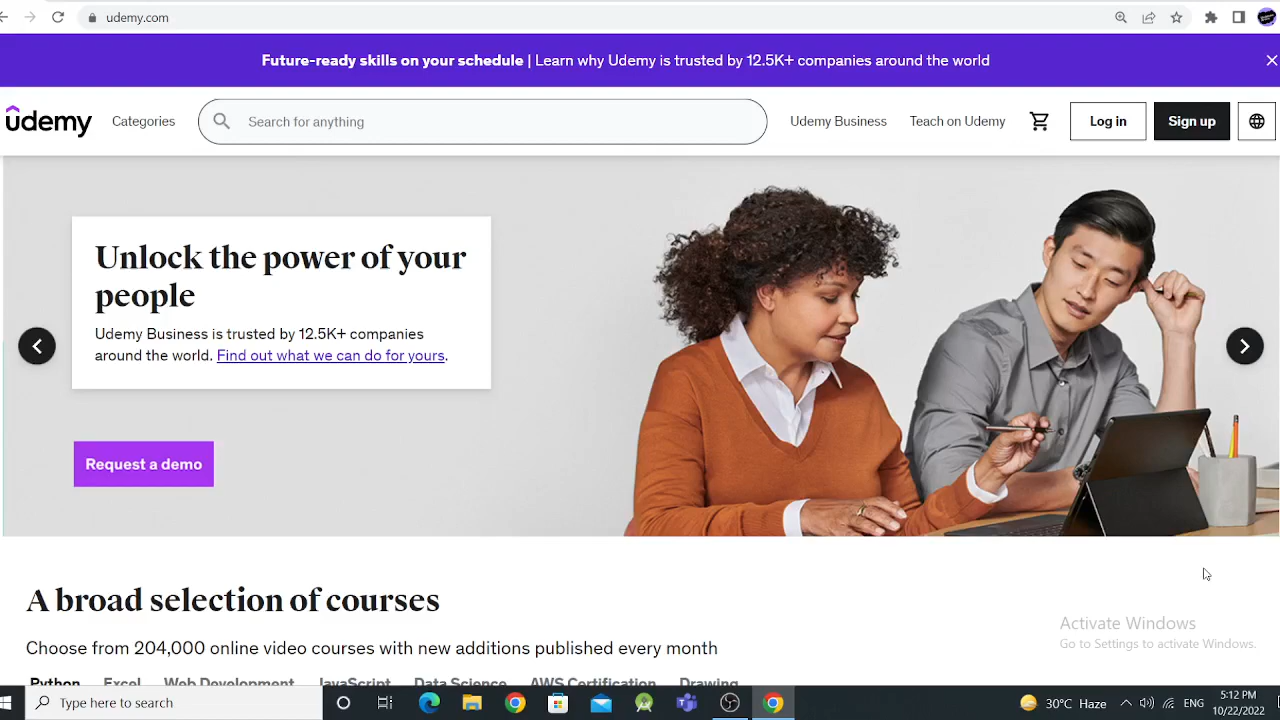 udemy.com
Future-ready skills on your schedule | Learn why Udemy is trusted by 12.5K+ companies around the world
udemy
Categories
Search for anything
Udemy Business
Teach on Udemy
Log in
Sign up
Unlock the power of your
people
Udemy Business is trusted by 12.5K+ companies
around the world. Find out what we can do for yours.
Request a demo
A broad selection of courses
Choose from 204,000 online video courses with new additions published every month
Python Excel Web Development JavaScript Data Science AWS Certification Drawing
Activate Windows
Go to Settings to activate Windows.
Type here to search
30°C Haze
ENG
5:12 PM
10/22/2022